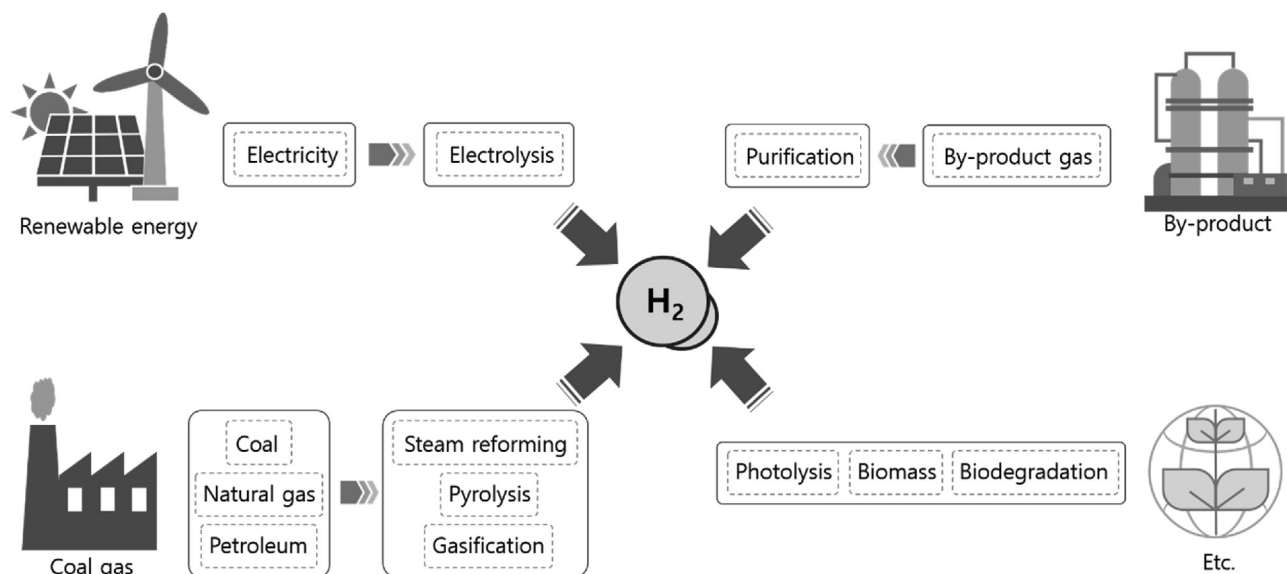 Electricity
Electrolysis
Purification
By-product gas
Renewable energy
By-product
H2
Coal
Natural gas
Petroleum
Steam reforming
Pyrolysis
Gasification
Photolysis
Biomass
Biodegradation
Coal gas
Etc.